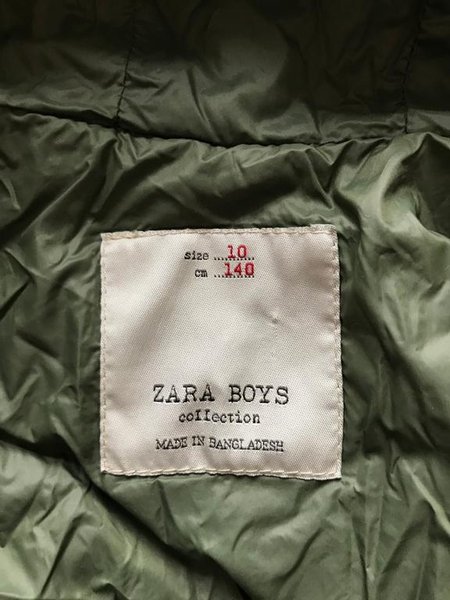 size ..10...
cm ...140
ZARA BOYS
collection
MADE IN BANGLADESH